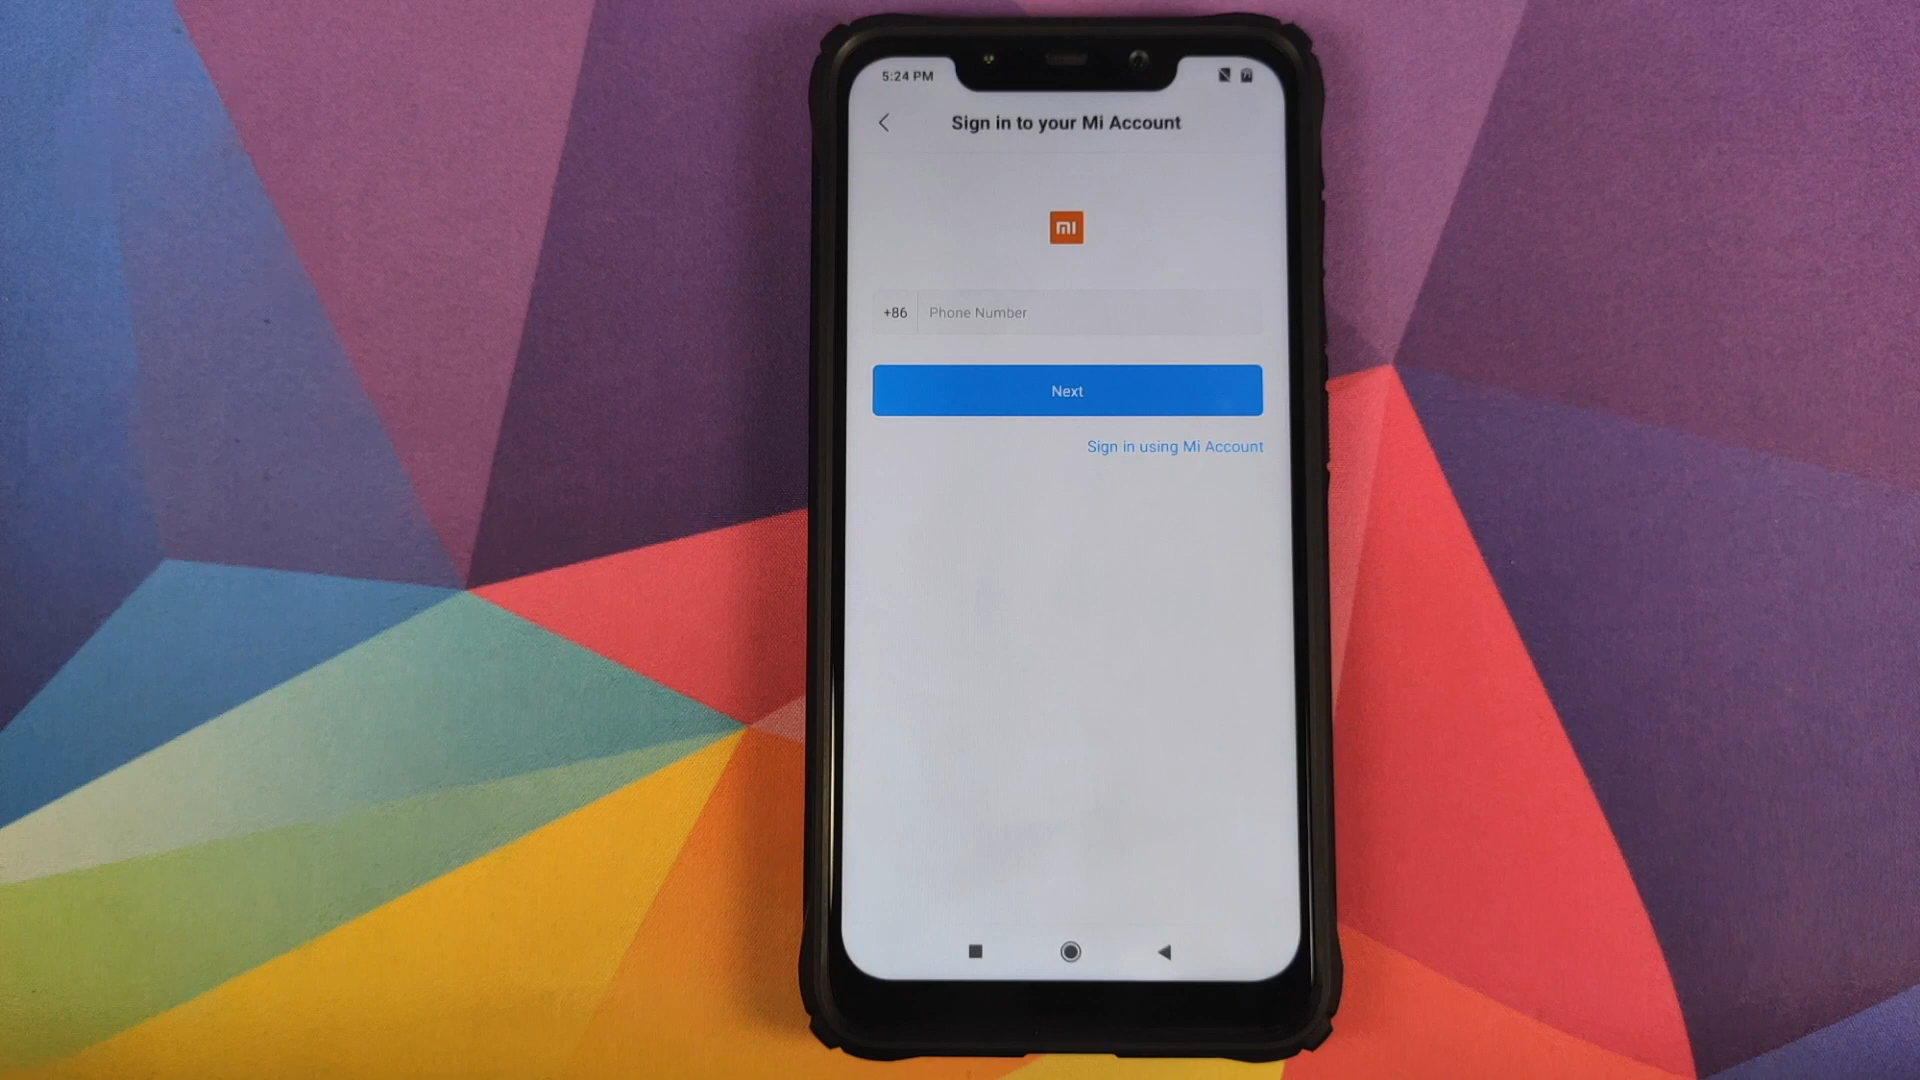 5:24 PM
Sign in to your Mi Account
mi
+86 Phone Number
Next
Sign in using Mi Account